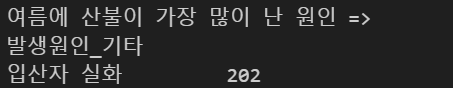 여름에 산불이 가장 많이 난 원인 =>
발생원인_기타
입산자 실화 202